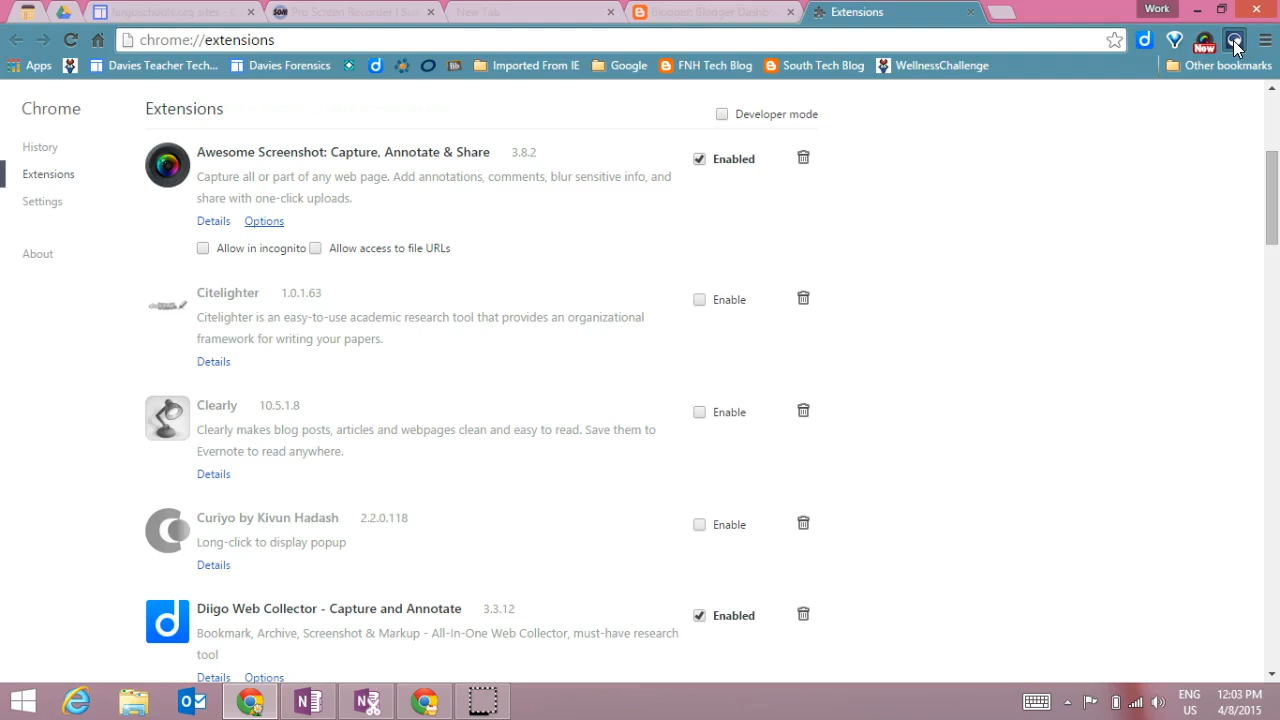 Pro Screen Recorder
New Tab
Blogger: Blogger Dashbo
Extensions
Work
chrome://extensions
New
Apps
Davies Teacher Tech...
Davies Forensics
Imported From IE
Google
FNH Tech Blog
South Tech Blog
WellnessChallenge
Other bookmarks
Chrome
History
Extensions
Settings
About
Extensions
Developer mode
Awesome Screenshot: Capture, Annotate & Share 3.8.2
Enabled
Capture all or part of any web page. Add annotations, comments, blur sensitive info, and
share with one-click uploads.
Details Options
Allow in incognito Allow access to file URLs
Citelighter 1.0.1.63
Enable
Citelighter is an easy-to-use academic research tool that provides an organizational
framework for writing your papers.
Details
Clearly 10.5.1.8
Enable
Clearly makes blog posts, articles and webpages clean and easy to read. Save them to
Evernote to read anywhere.
Details
Curiyo by Kivun Hadash 2.2.0.118
Enable
Long-click to display popup
Details
Diigo Web Collector - Capture and Annotate 3.3.12
Enabled
Bookmark, Archive, Screenshot & Markup - All-In-One Web Collector, must-have research
tool
Details Options
ENG
US
12:03 PM
4/8/2015